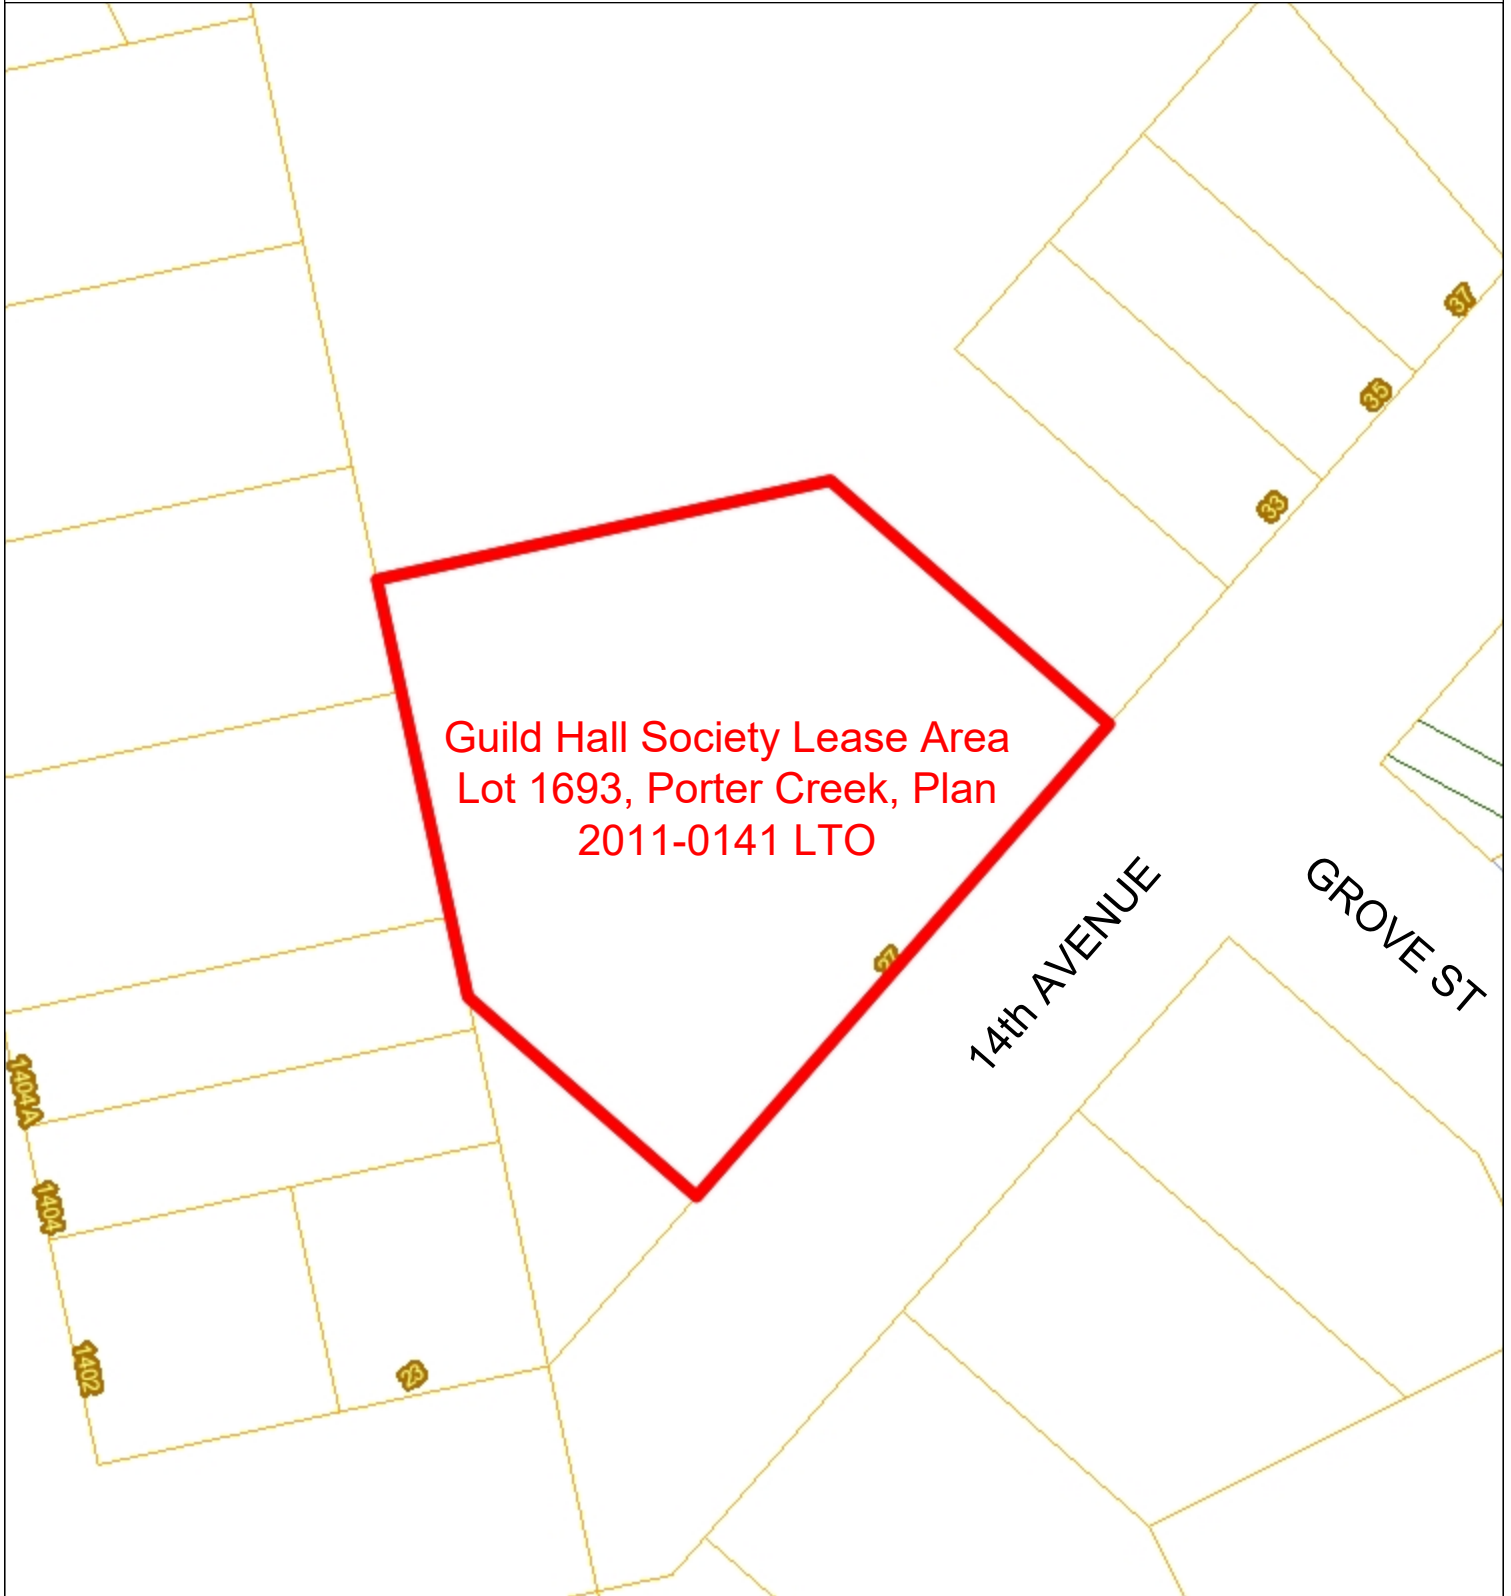 37
35
33
Guild Hall Society Lease Area
Lot 1693, Porter Creek, Plan
2011-0141 LTO
14th AVENUE
GROVE ST
27
1404A
1404
1402
23